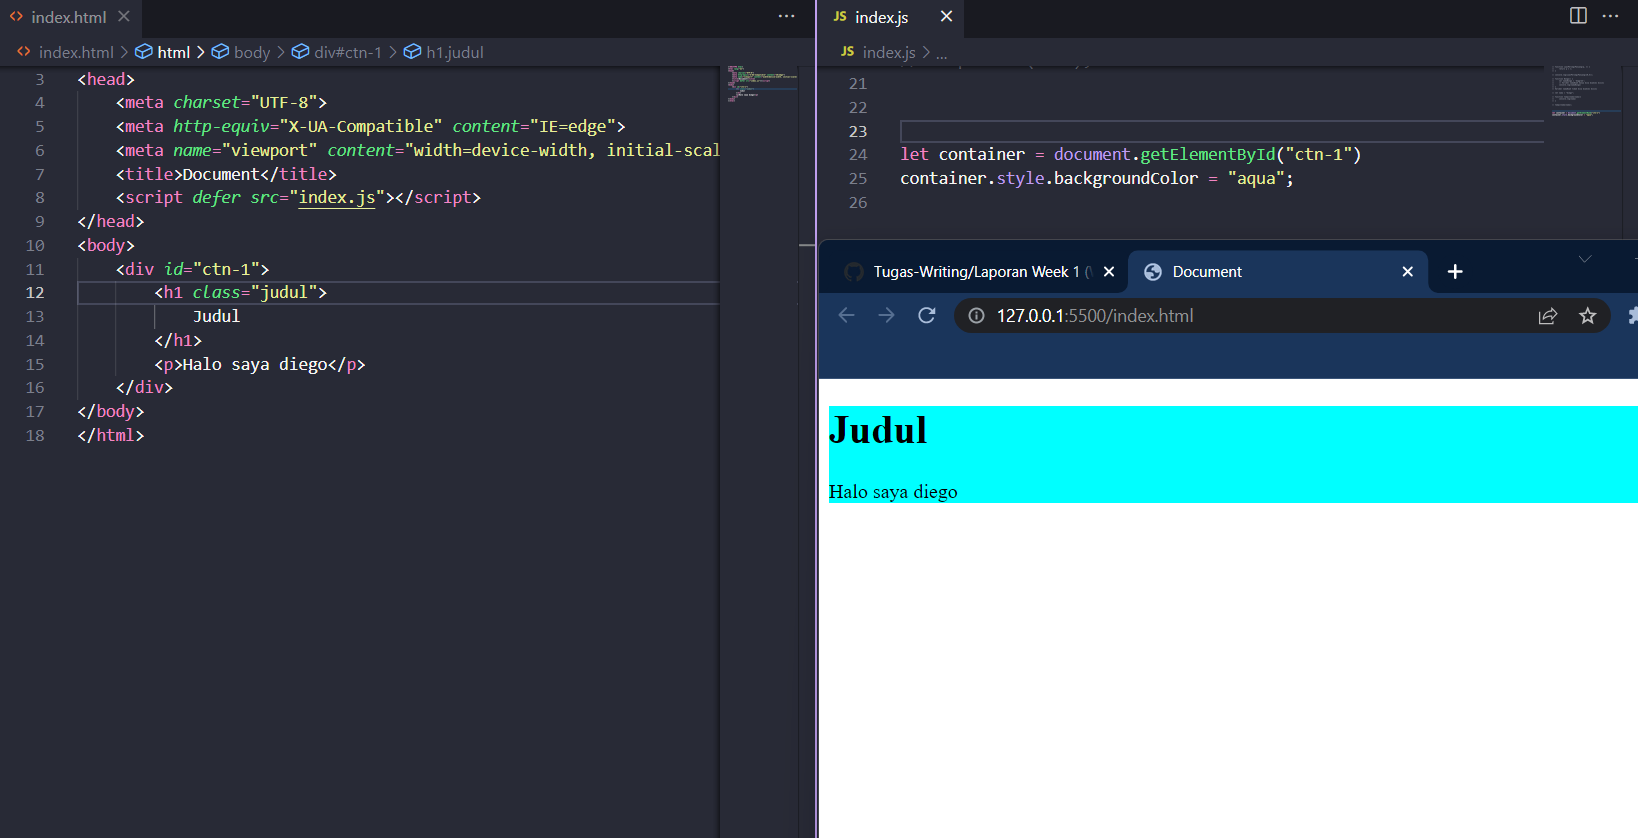 index.html
index.html > html > body > div#ctn-1 > h1.judul
3 <head>
4 <meta charset="UTF-8">
5 <meta http-equiv="X-UA-Compatible" content="IE=edge">
6 <meta name="viewport" content="width=device-width, initial-scal
7 <title>Document</title>
8 <script defer src="index.js"></script>
9 </head>
10 <body>
11 <div id="ctn-1">
12 <h1 class="judul">
13 Judul
14 </h1>
15 <p>Halo saya diego</p>
16 </div>
17 </body>
18 </html>
JS index.js
JS index.js > ...
21
22
23
24 let container = document.getElementById("ctn-1")
25 container.style.backgroundColor = "aqua";
26
Tugas-Writing/Laporan Week 1 (
Document
127.0.0.1:5500/index.html
Judul
Halo saya diego